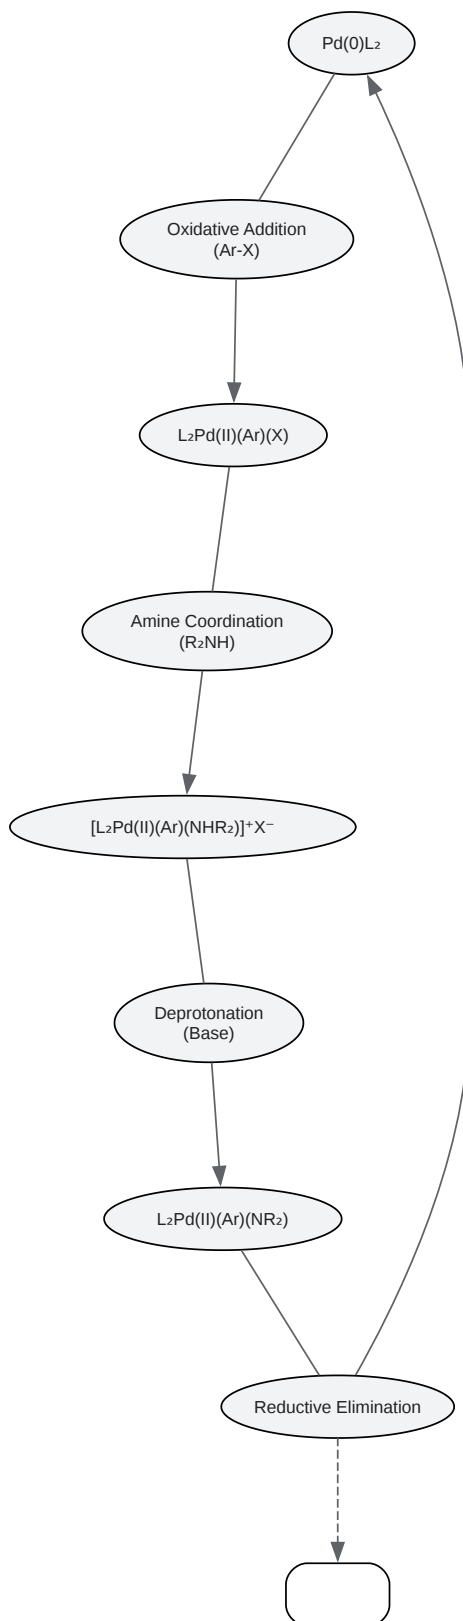 Pd(0)L₂
Oxidative Addition
(Ar-X)
L₂Pd(II)(Ar)(X)
Amine Coordination
(R₂NH)
[L₂Pd(II)(Ar)(NHR₂)]⁺X⁻
Deprotonation
(Base)
L₂Pd(II)(Ar)(NR₂)
Reductive Elimination